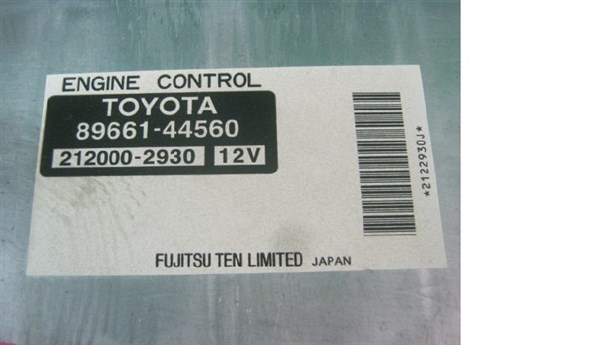 ENGINE CONTROL
TOYOTA
89661-44560
212000-2930 12V
*2122930J*
FUJITSU TEN LIMITED JAPAN